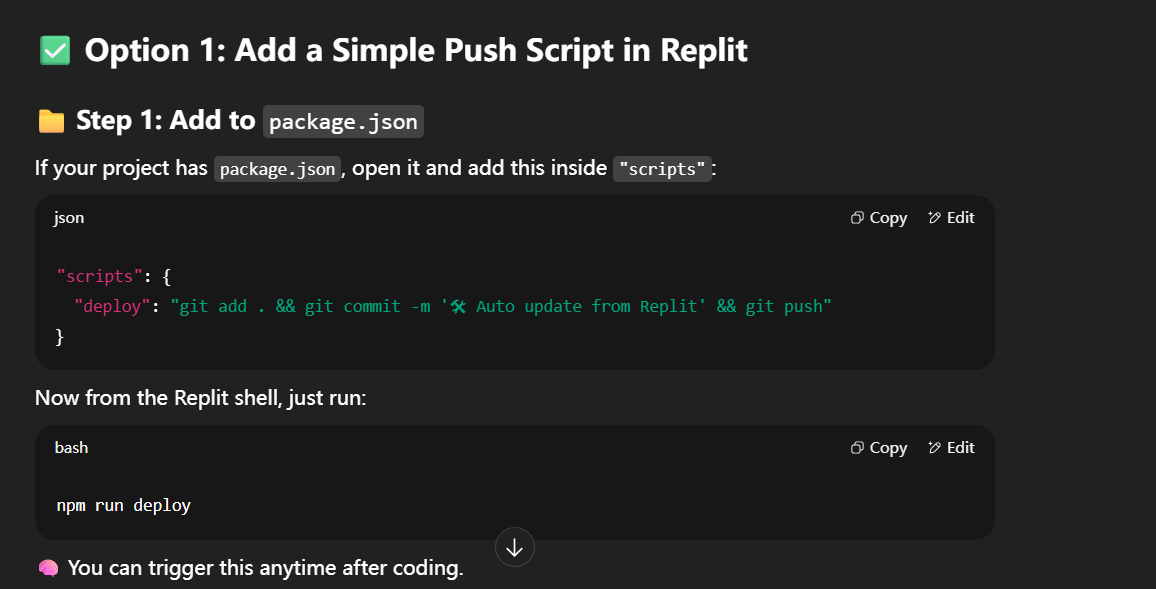 ✅ Option 1: Add a Simple Push Script in Replit
📁 Step 1: Add to package.json
If your project has package.json, open it and add this inside "scripts":
json Copy Edit
"scripts": {
  "deploy": "git add . && git commit -m '🛠 Auto update from Replit' && git push"
}
Now from the Replit shell, just run:
bash Copy Edit
npm run deploy
🧠 You can trigger this anytime after coding.